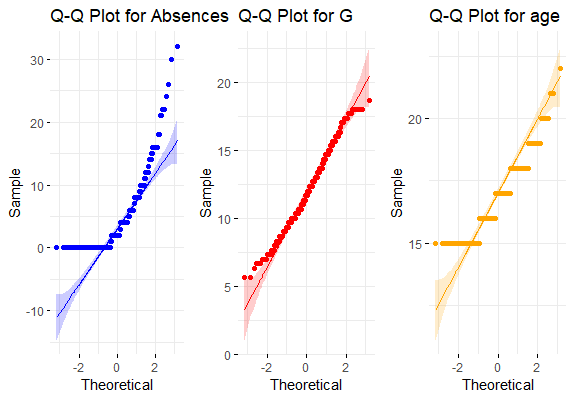 Q-Q Plot for Absences
Q-Q Plot for G
Q-Q Plot for age
30
20
10
0
-10
Sample
-2
0
2
Theoretical
20
15
10
5
0
Sample
-2
0
2
Theoretical
20
15
Sample
-2
0
2
Theoretical